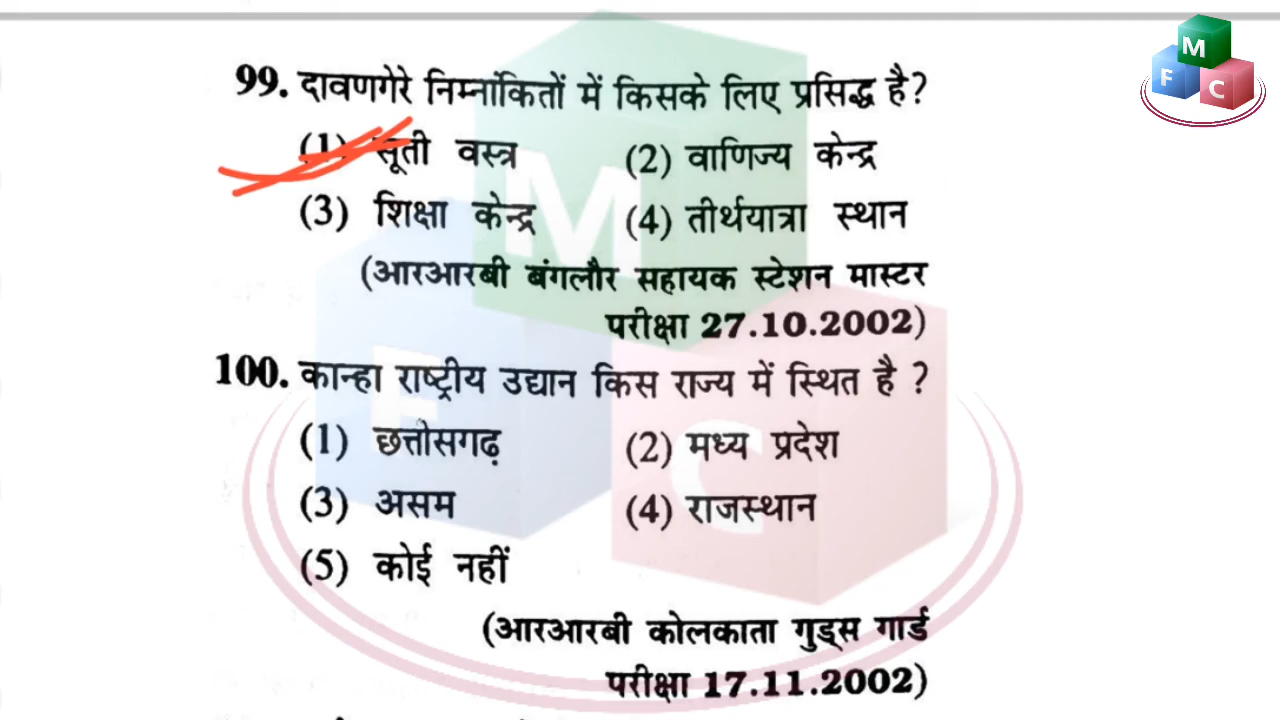 M
F
C
99. दावणगेरे निम्नांकितों में किसके लिए प्रसिद्ध है?
(1) सूती वस्त्र (2) वाणिज्य केन्द्र
(3) शिक्षा केन्द्र (4) तीर्थयात्रा स्थान
(आरआरबी बंगलौर सहायक स्टेशन मास्टर
परीक्षा 27.10.2002)
100. कान्हा राष्ट्रीय उद्यान किस राज्य में स्थित है ?
(1) छत्तीसगढ़ (2) मध्य प्रदेश
(3) असम (4) राजस्थान
(5) कोई नहीं
(आरआरबी कोलकाता गुड्स गार्ड
परीक्षा 17.11.2002)
M
F
C